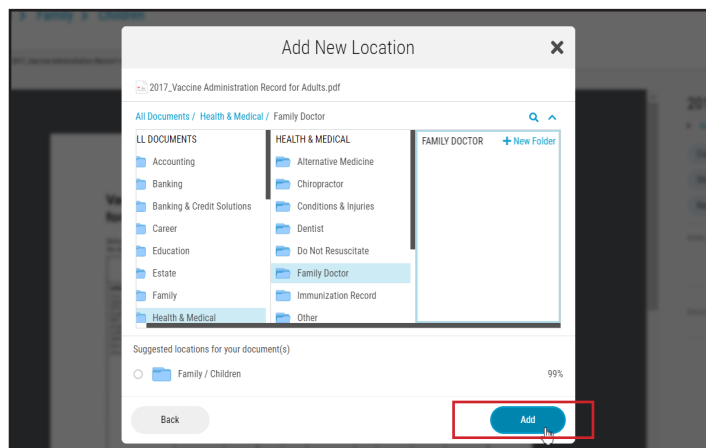 > Family > Children
Add New Location
2017_Vaccine Administration Record for Adults.pdf
All Documents / Health & Medical / Family Doctor
LL DOCUMENTS
Accounting
Banking
Banking & Credit Solutions
Career
Education
Estate
Family
Health & Medical
HEALTH & MEDICAL
Alternative Medicine
Chiropractor
Conditions & Injuries
Dentist
Do Not Resuscitate
Family Doctor
Immunization Record
Other
FAMILY DOCTOR + New Folder
Suggested locations for your document(s)
Family / Children 99%
Back Add